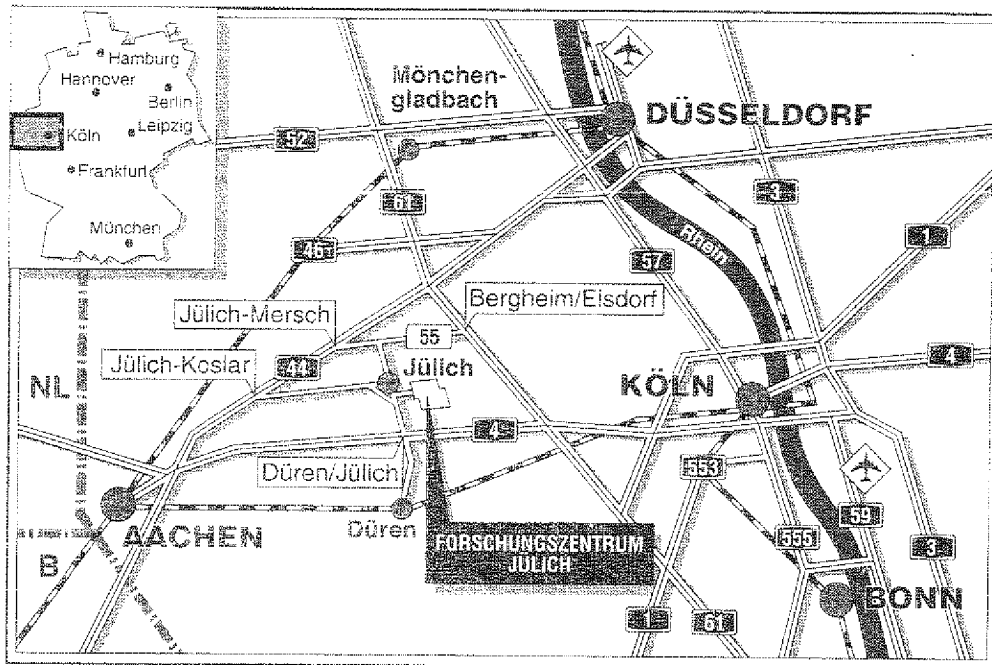 Hamburg
Hannover
Berlin
Leipzig
Köln
Frankfurt
München
Mönchen-
gladbach
DÜSSELDORF
52
61
3
1
46
57
Rhein
Bergheim/Elsdorf
Jülich-Mersch
55
Jülich-Koslar
44
Jülich
4
NL
KÖLN
4
Düren/Jülich
553
Düren
AACHEN
59
555
3
B
FORSCHUNGSZENTRUM
JÜLICH
BONN
1
61